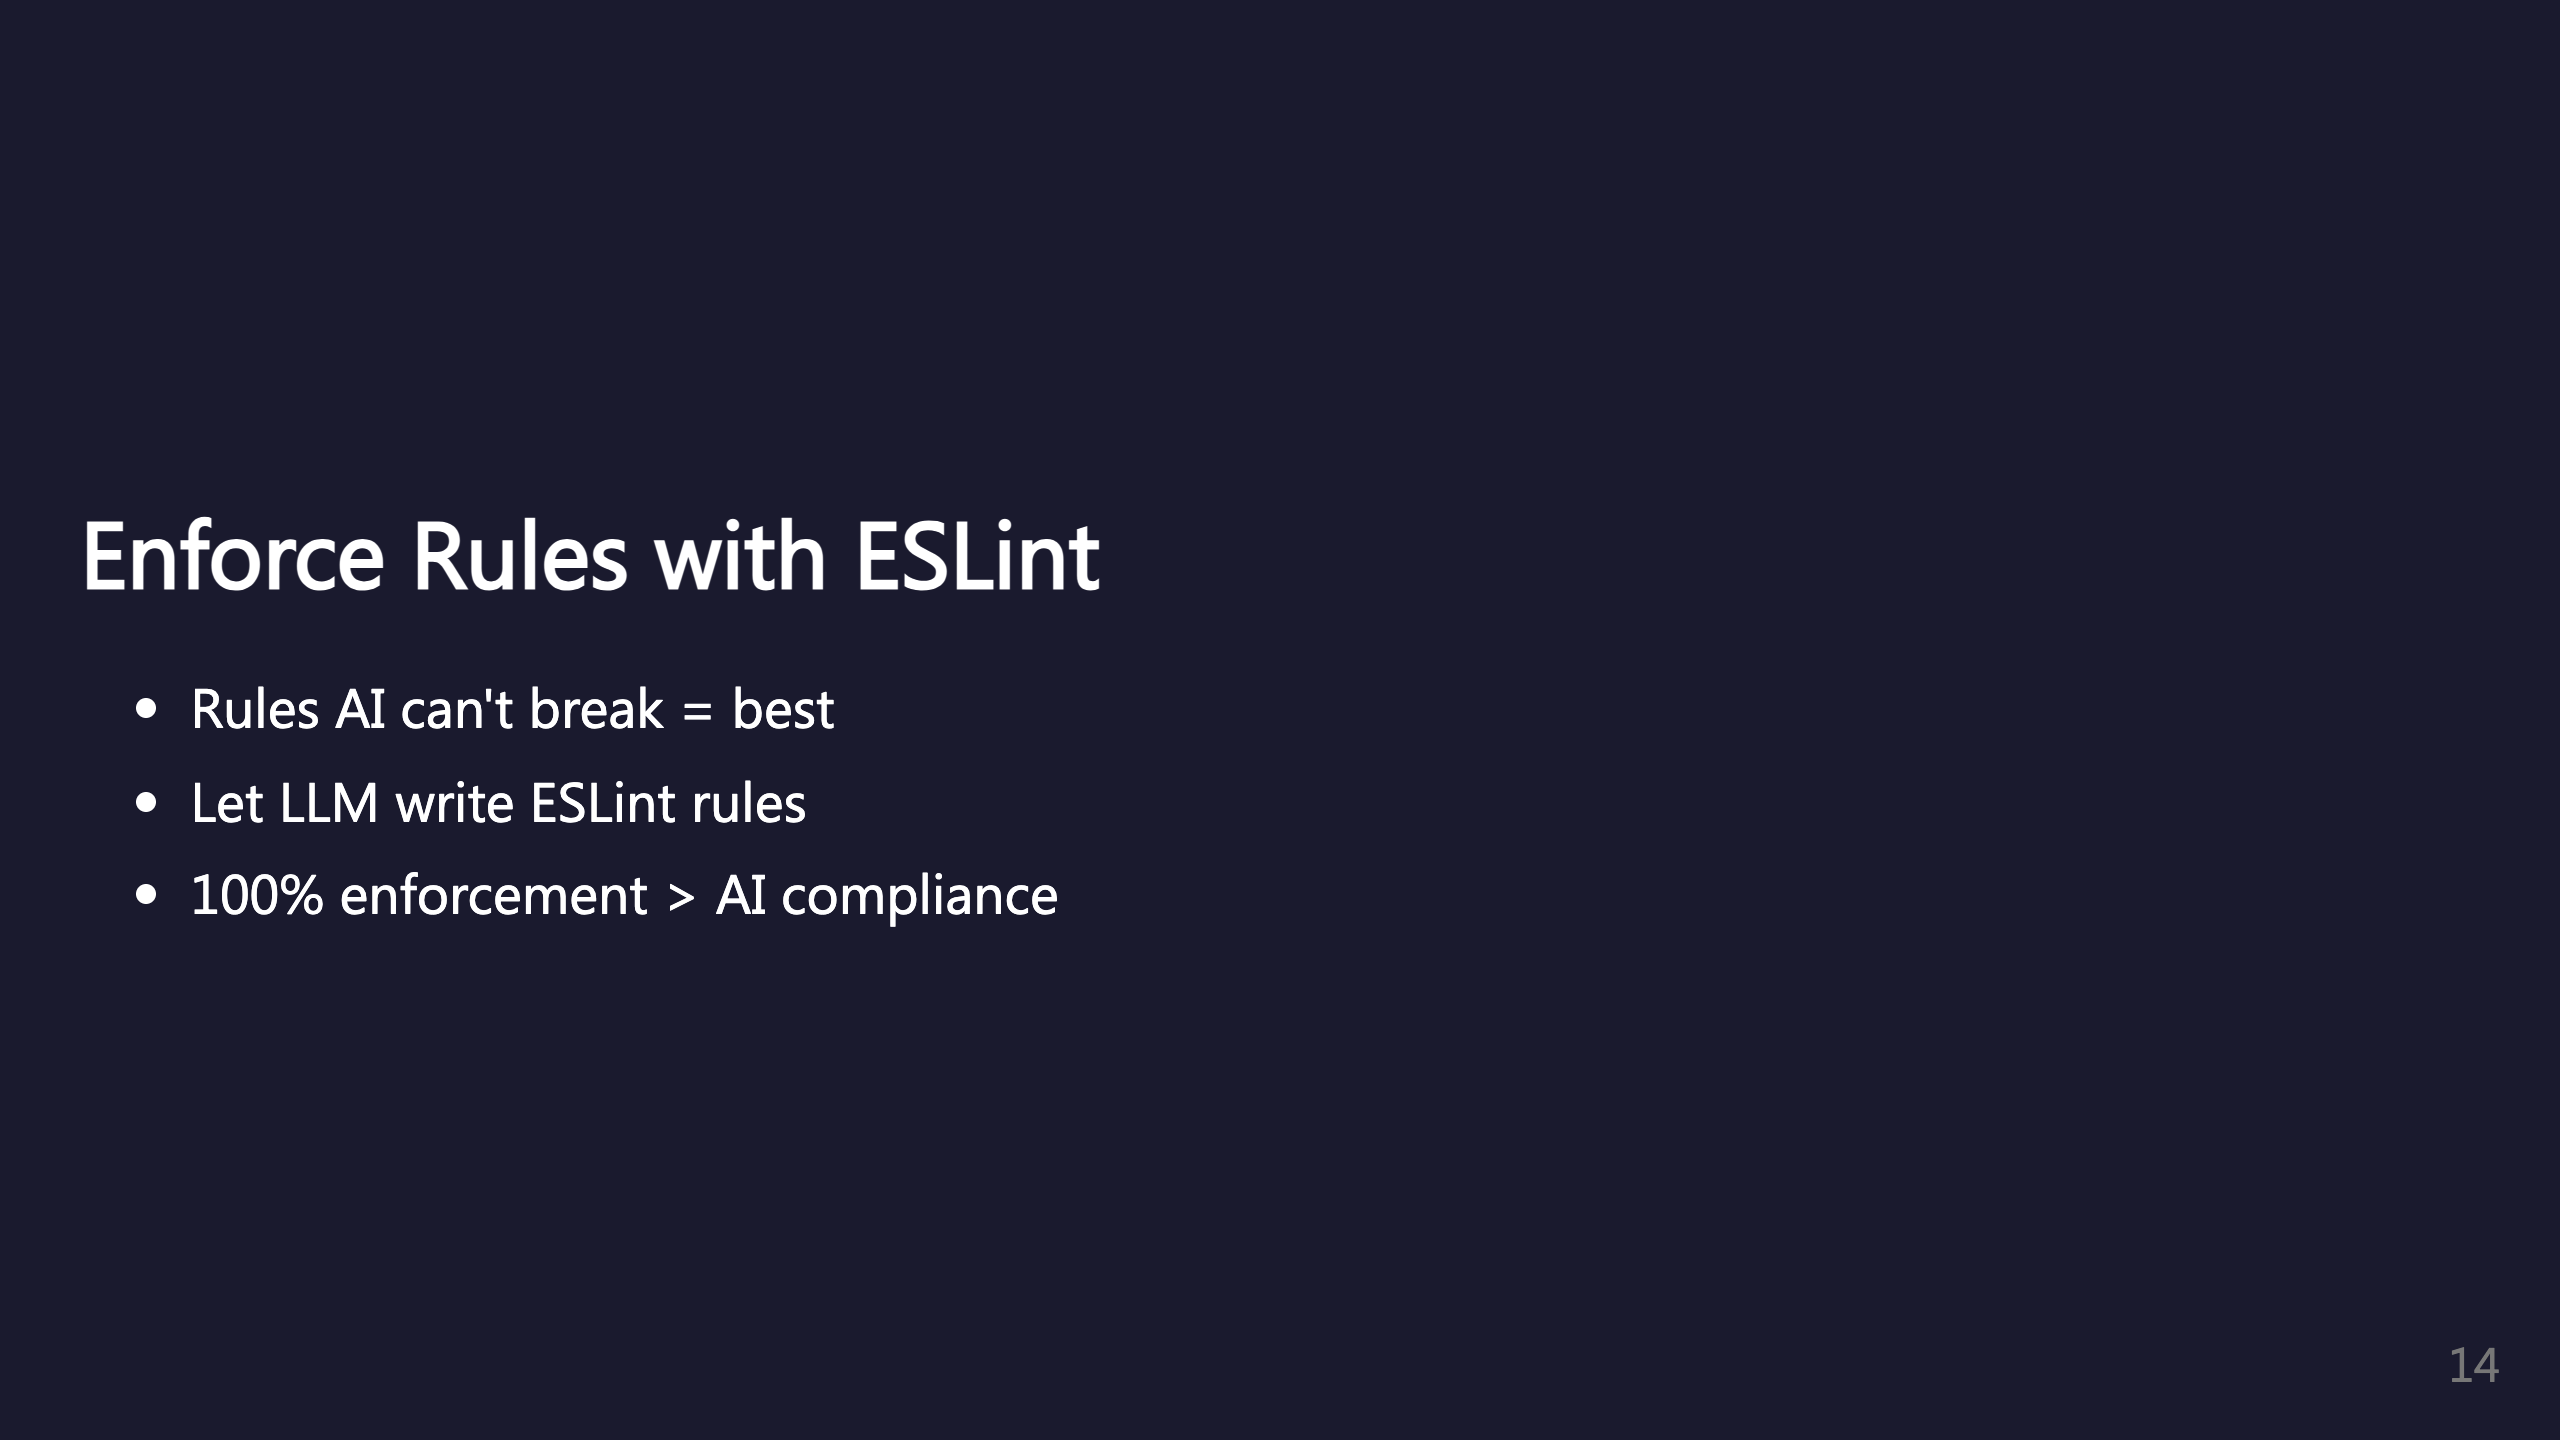 Enforce Rules with ESLint
• Rules AI can't break = best
• Let LLM write ESLint rules
• 100% enforcement > AI compliance
14